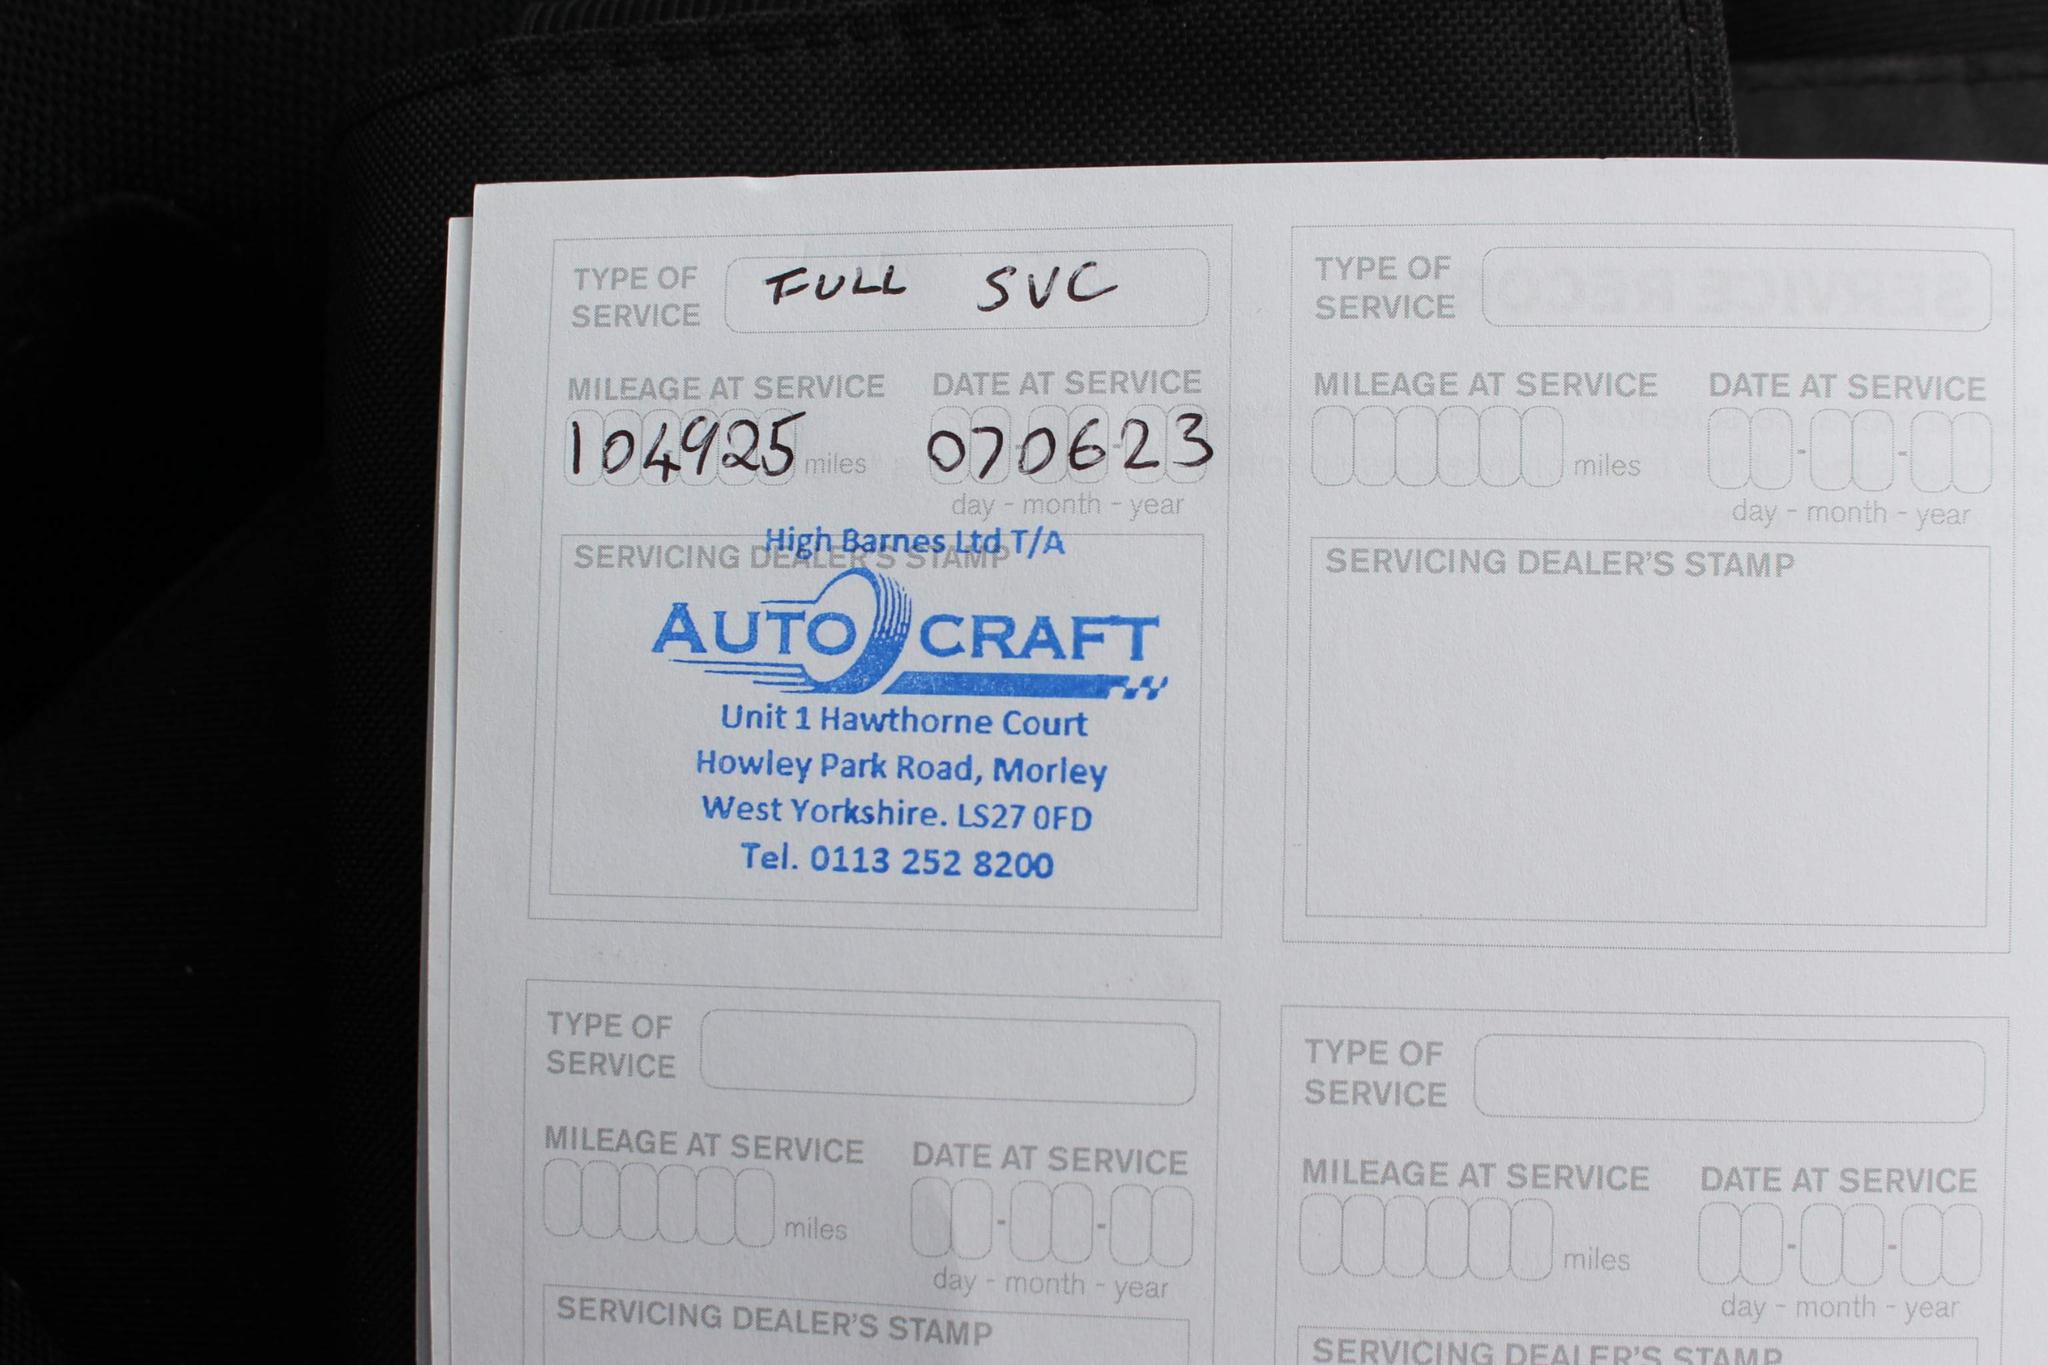 TYPE OF
SERVICE
FULL SVC
MILEAGE AT SERVICE
104925 miles
DATE AT SERVICE
070623
day - month - year
SERVICING DEALER'S STAMP
High Barnes Ltd T/A
AUTO CRAFT
Unit 1 Hawthorne Court
Howley Park Road, Morley
West Yorkshire. LS27 0FD
Tel. 0113 252 8200
TYPE OF
SERVICE
MILEAGE AT SERVICE
miles
DATE AT SERVICE
day - month - year
SERVICING DEALER'S STAMP
TYPE OF
SERVICE
MILEAGE AT SERVICE
miles
DATE AT SERVICE
day - month - year
SERVICING DEALER'S STAMP
TYPE OF
SERVICE
MILEAGE AT SERVICE
miles
DATE AT SERVICE
day - month - year
SERVICING DEALER'S STAMP